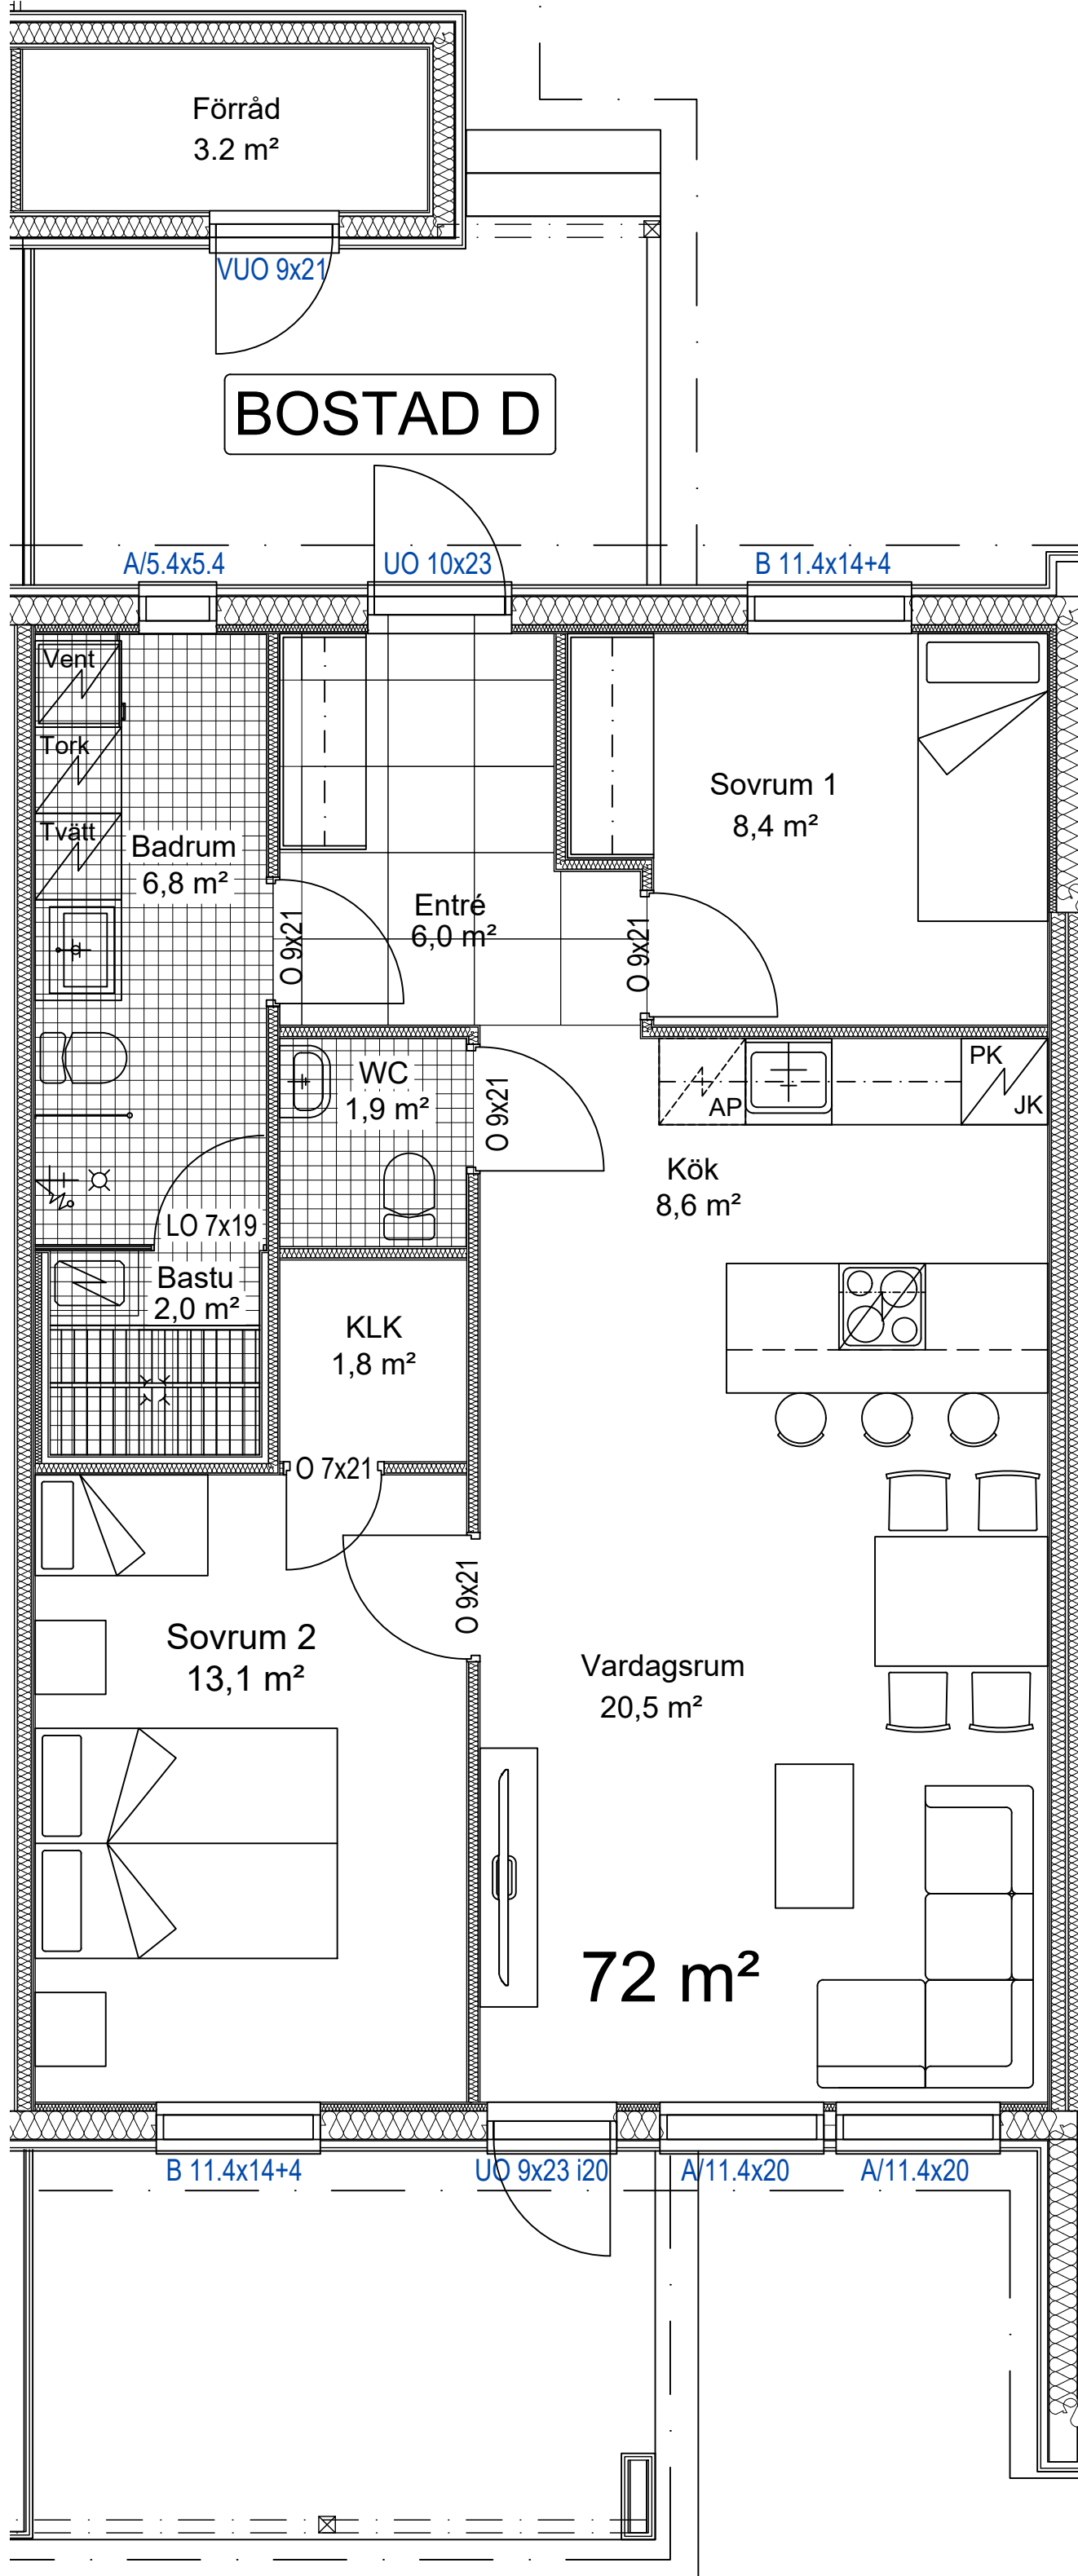 Förråd
3.2 m²
VUO 9x21
BOSTAD D
A/5.4x5.4
UO 10x23
B 11.4x14+4
Vent
Tork
Tvätt
Badrum
6,8 m²
Entré
6,0 m²
O 9x21
Sovrum 1
8,4 m²
O 9x21
WC
1,9 m²
O 9x21
AP
PK
JK
Kök
8,6 m²
LO 7x19
Bastu
2,0 m²
KLK
1,8 m²
O 7x21
O 9x21
Sovrum 2
13,1 m²
Vardagsrum
20,5 m²
72 m²
B 11.4x14+4
UO 9x23 i20
A/11.4x20
A/11.4x20